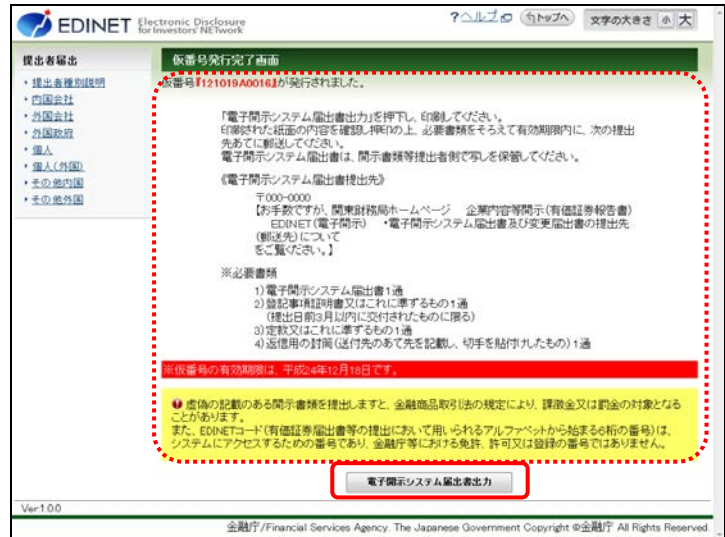 EDINET Electronic Disclosure for Investors' NETwork
?ヘルプ トップへ 文字の大きさ 小 大
提出者届出
・提出者種別説明
・内国会社
・外国会社
・外国政府
・個人
・個人(外国)
・その他内国
・その他外国
仮番号発行完了画面
仮番号『121019A0016』が発行されました。
「電子開示システム届出書出力」を押下し、印刷してください。
印刷された紙面の内容を確認し押印の上、必要書類をそろえて有効期限内に、次の提出
先あてに郵送してください。
電子開示システム届出書は、開示書類等提出者側で写しを保管してください。
《電子開示システム届出書提出先》
〒000-0000
【お手数ですが、関東財務局ホームページ 企業内容等開示(有価証券報告書)
EDINET(電子開示) ・電子開示システム届出書及び変更届出書の提出先
(郵送先)について
をご覧ください。】
※必要書類
1)電子開示システム届出書1通
2)登記事項証明書又はこれに準ずるもの1通
(提出日前3月以内に交付されたものに限る)
3)定款又はこれに準ずるもの1通
4)返信用の封筒(送付先のあて先を記載し、切手を貼付けしたもの)1通
※仮番号の有効期限は、平成24年12月18日です。
虚偽の記載のある開示書類を提出しますと、金融商品取引法の規定により、課徴金又は罰金の対象となる
ことがあります。
また、EDINETコード(有価証券届出書等の提出において用いられるアルファベットから始まる6桁の番号)は、
システムにアクセスするための番号であり、金融庁等における免許、許可又は登録の番号ではありません。
電子開示システム届出書出力
Ver1.0.0
金融庁/Financial Services Agency. The Japanese Government Copyright ©金融庁 All Rights Reserved.